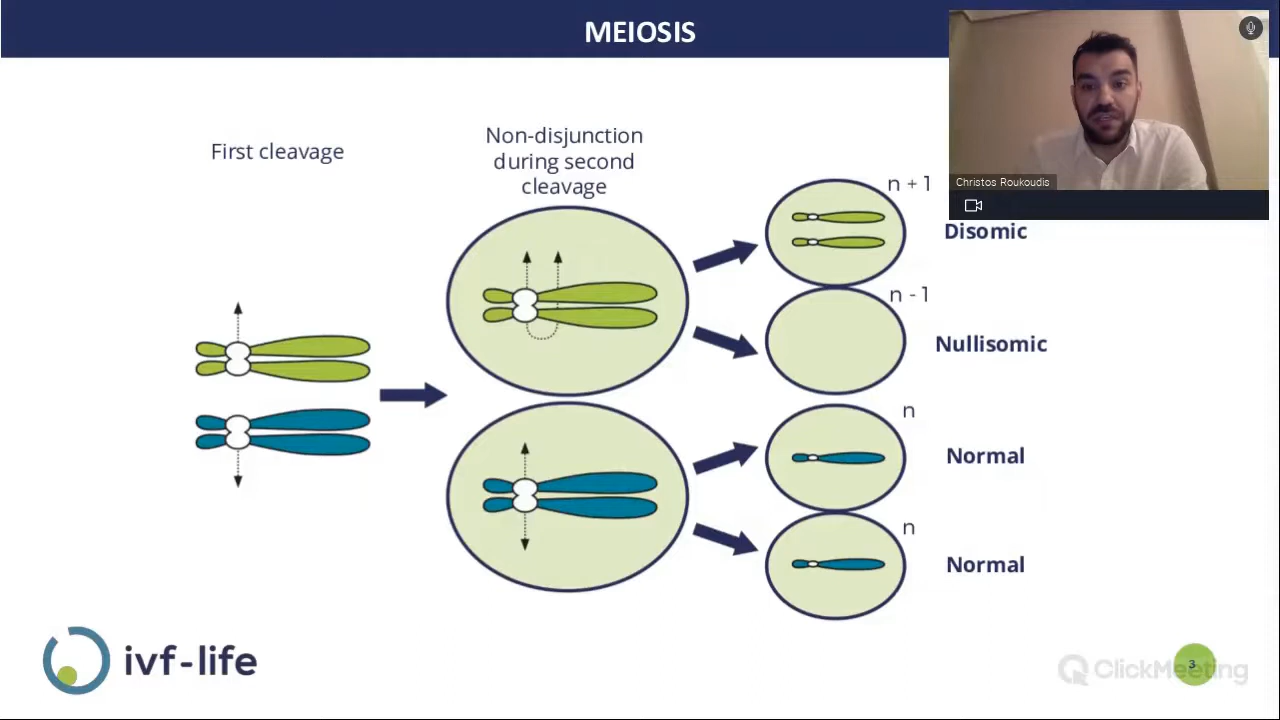 MEIOSIS
First cleavage
Non-disjunction
during second
cleavage
n + 1
Disomic
n - 1
Nullisomic
n
Normal
n
Normal
Christos Roukoudis
ivf-life
ClickMeeting
3